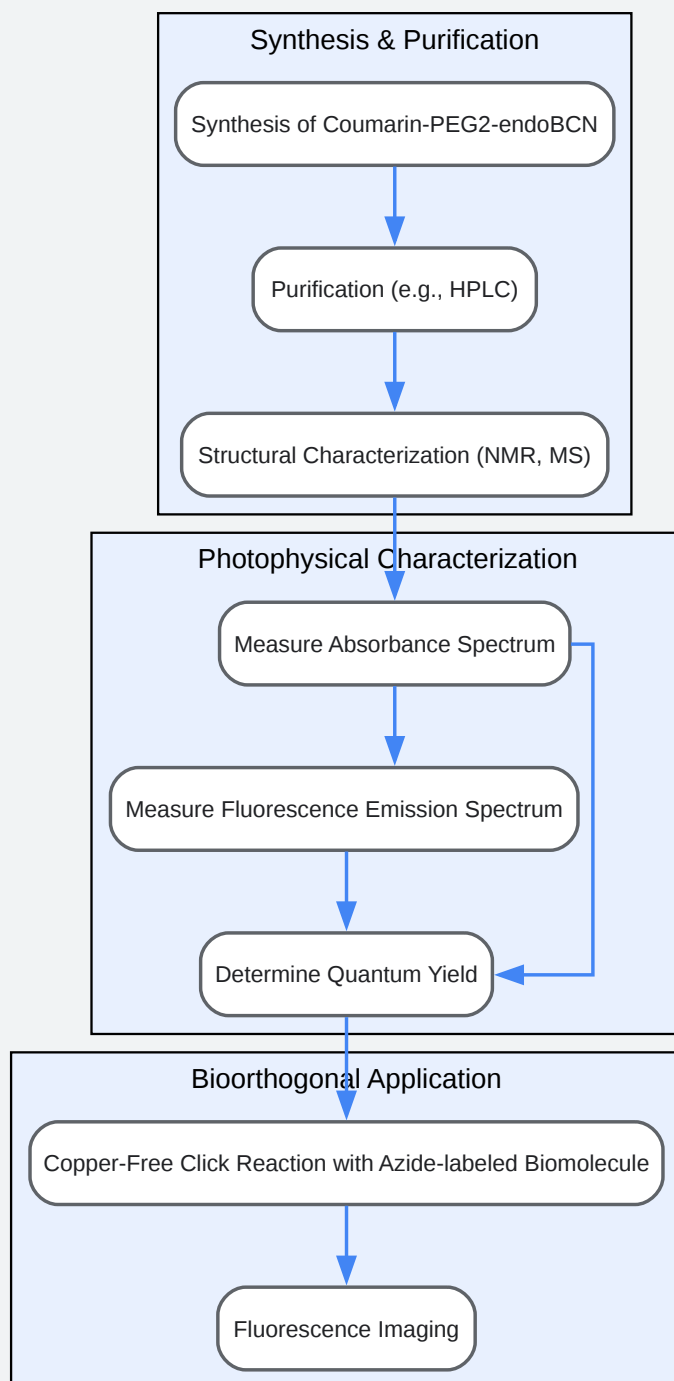 Synthesis & Purification
Synthesis of Coumarin-PEG2-endoBCN
Purification (e.g., HPLC)
Structural Characterization (NMR, MS)
Photophysical Characterization
Measure Absorbance Spectrum
Measure Fluorescence Emission Spectrum
Determine Quantum Yield
Bioorthogonal Application
Copper-Free Click Reaction with Azide-labeled Biomolecule
Fluorescence Imaging